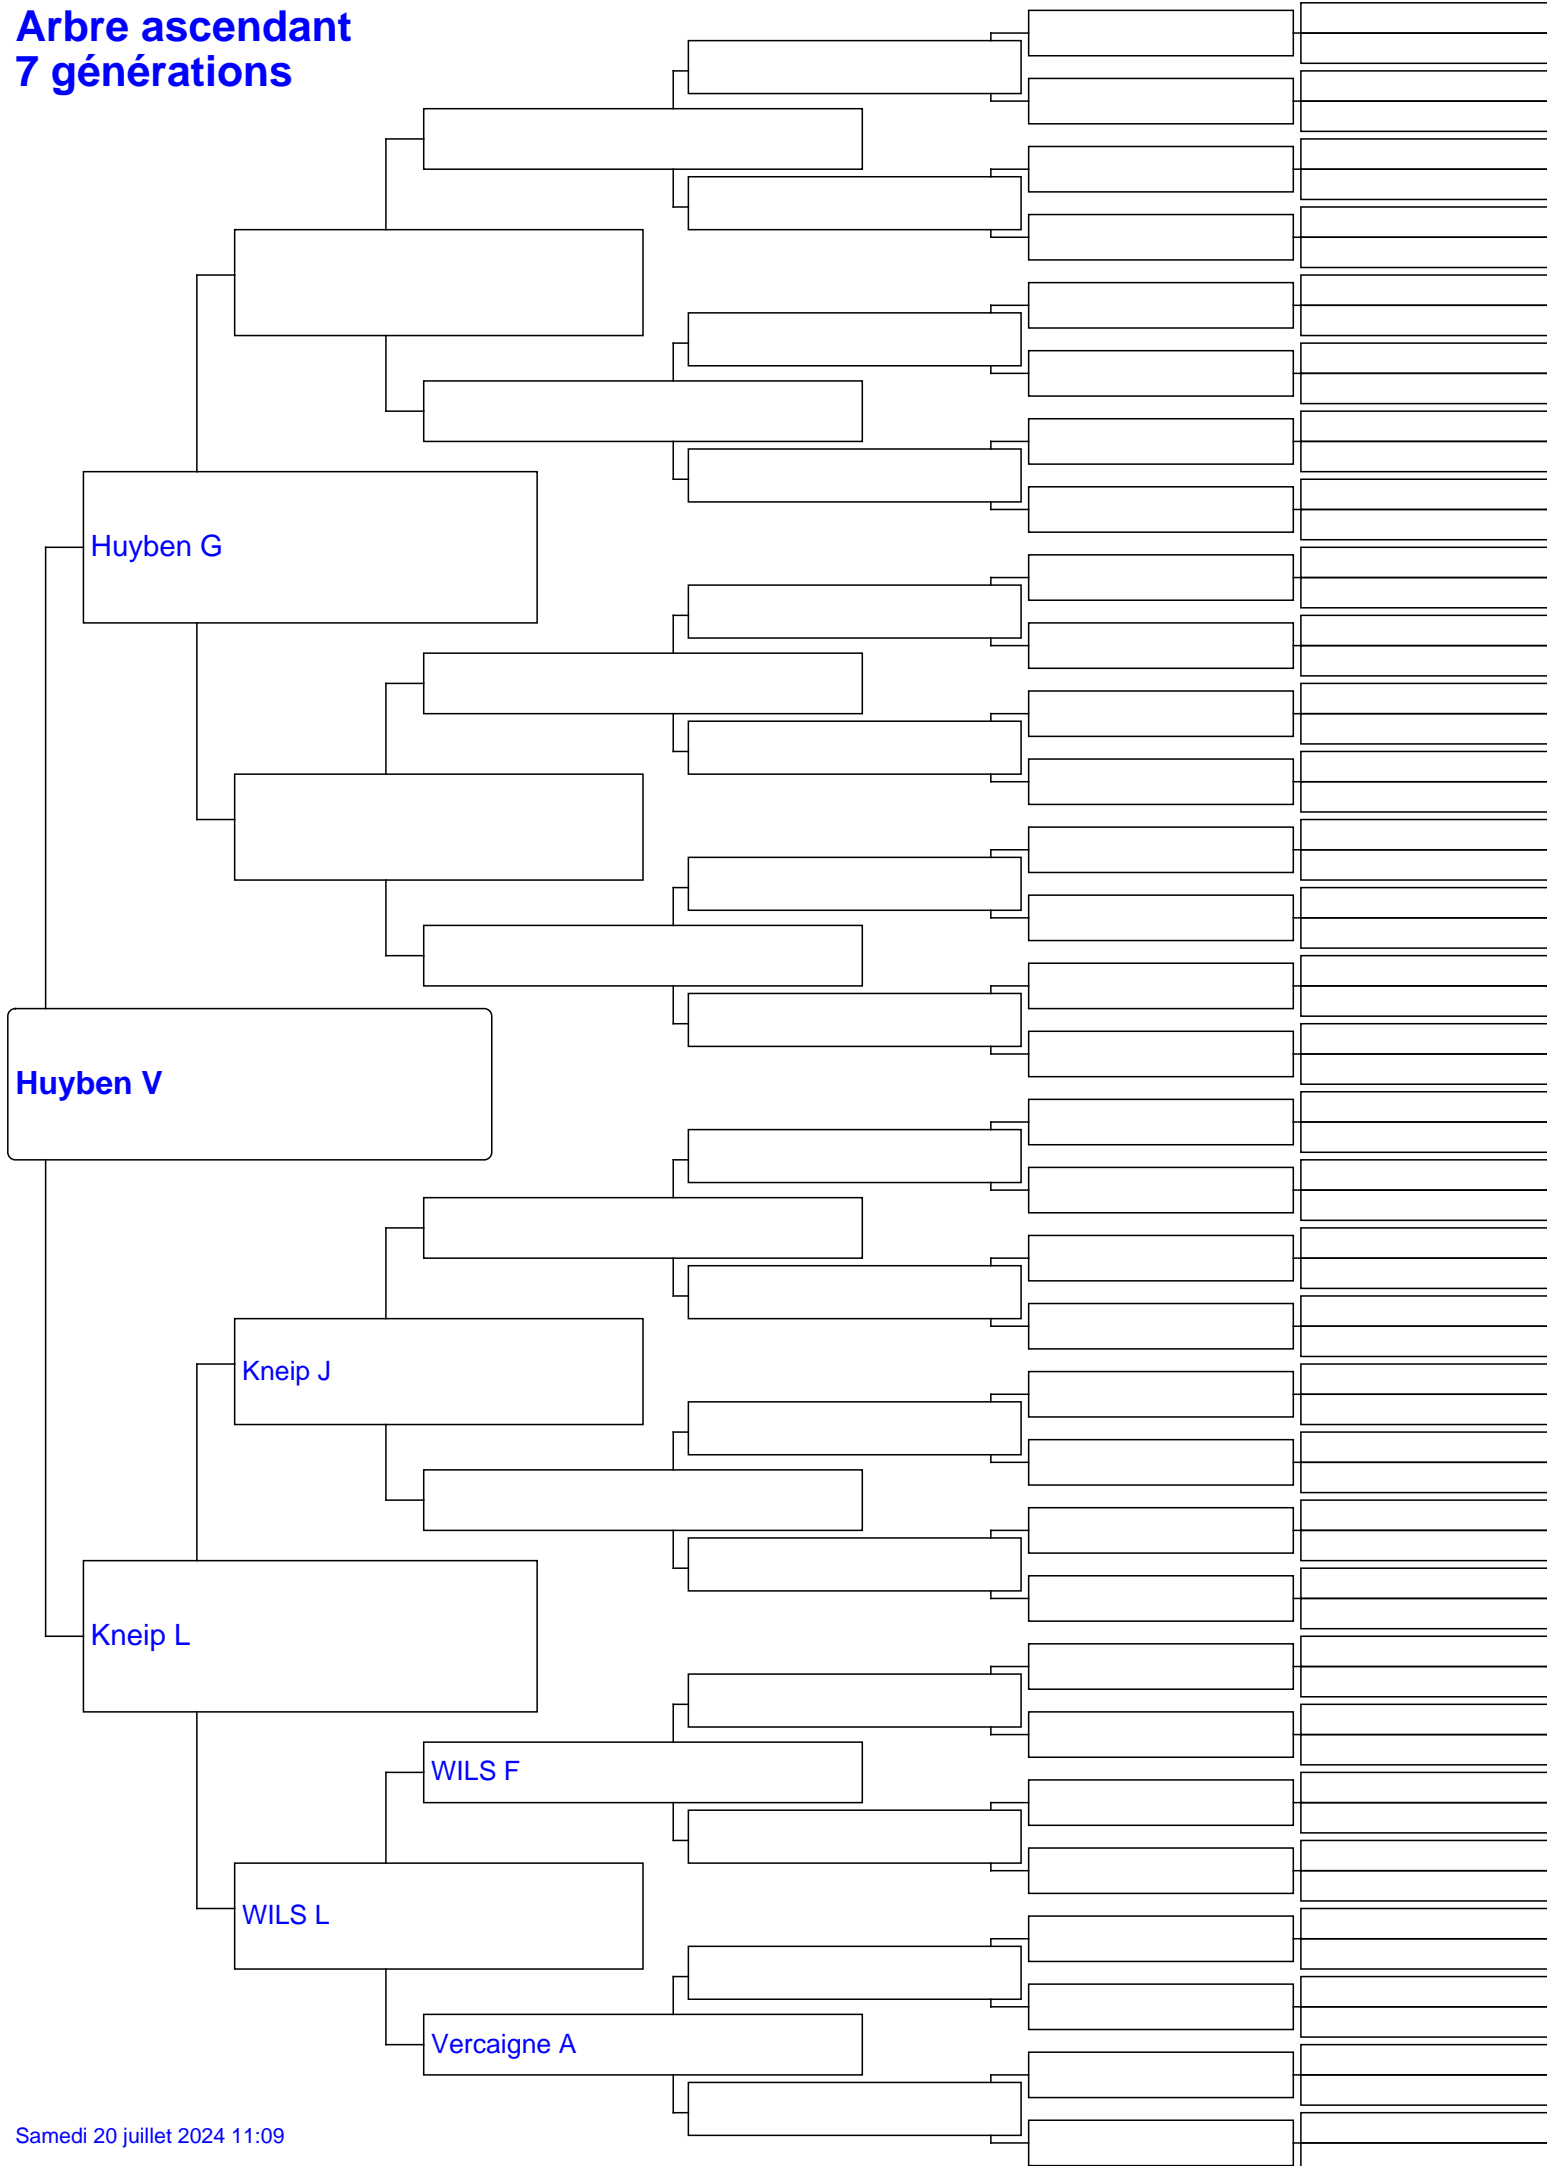 Arbre ascendant
7 générations
Huyben G
Huyben V
Kneip J
Kneip L
WILS F
WILS L
Vercaigne A
Samedi 20 juillet 2024 11:09